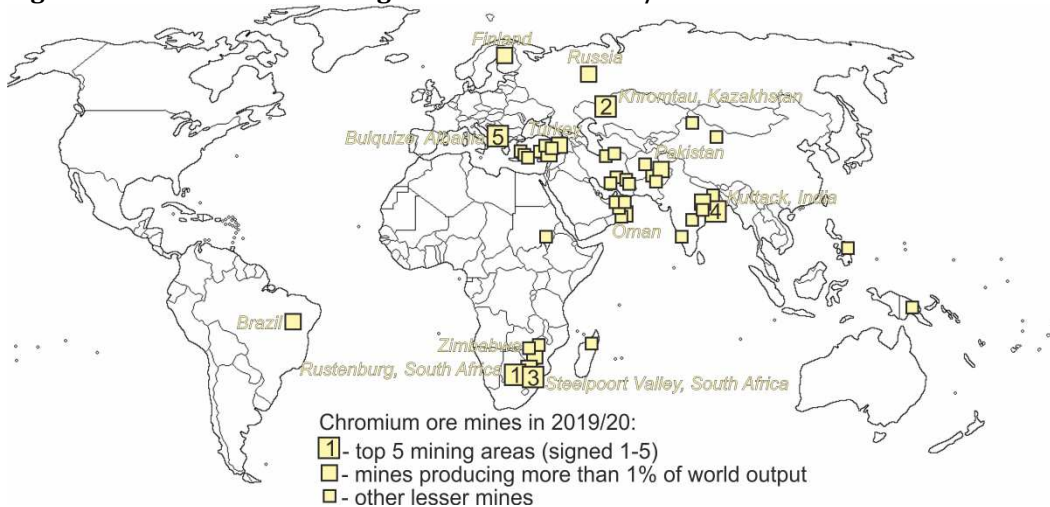 Finland
Russia
Khromtau, Kazakhstan
2
Bulquize, Albania
5
Turkey
Pakistan
Kuttack, India
4
Oman
Brazil
Zimbabwe
Rustenburg, South Africa
1
3
Steelpoort Valley, South Africa
Chromium ore mines in 2019/20:
1 - top 5 mining areas (signed 1-5)
- mines producing more than 1% of world output
- other lesser mines